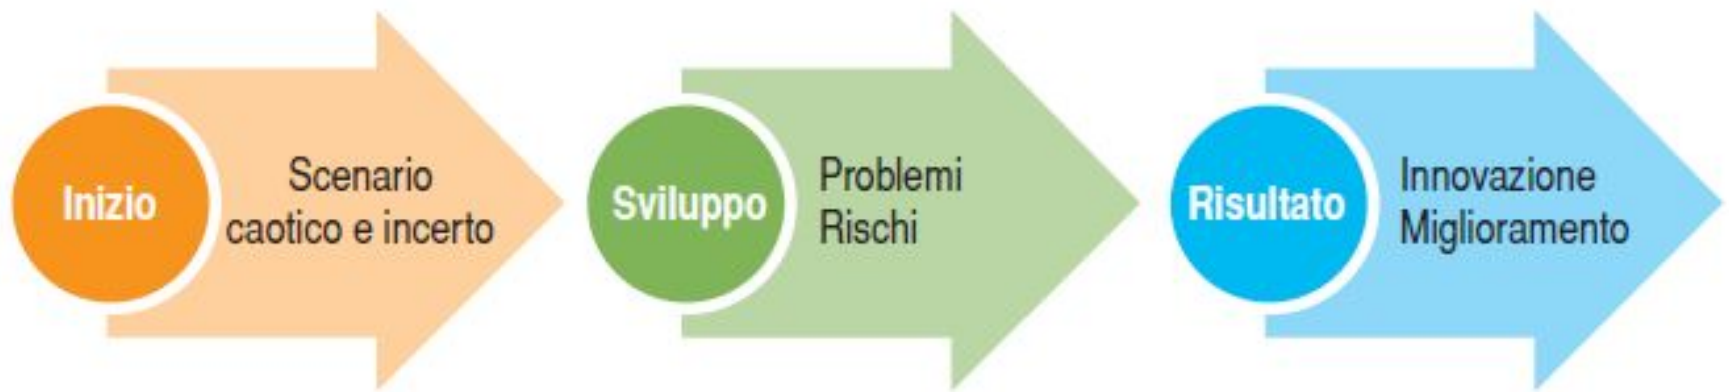 Inizio
Scenario
caotico e incerto
Sviluppo
Problemi
Rischi
Risultato
Innovazione
Miglioramento